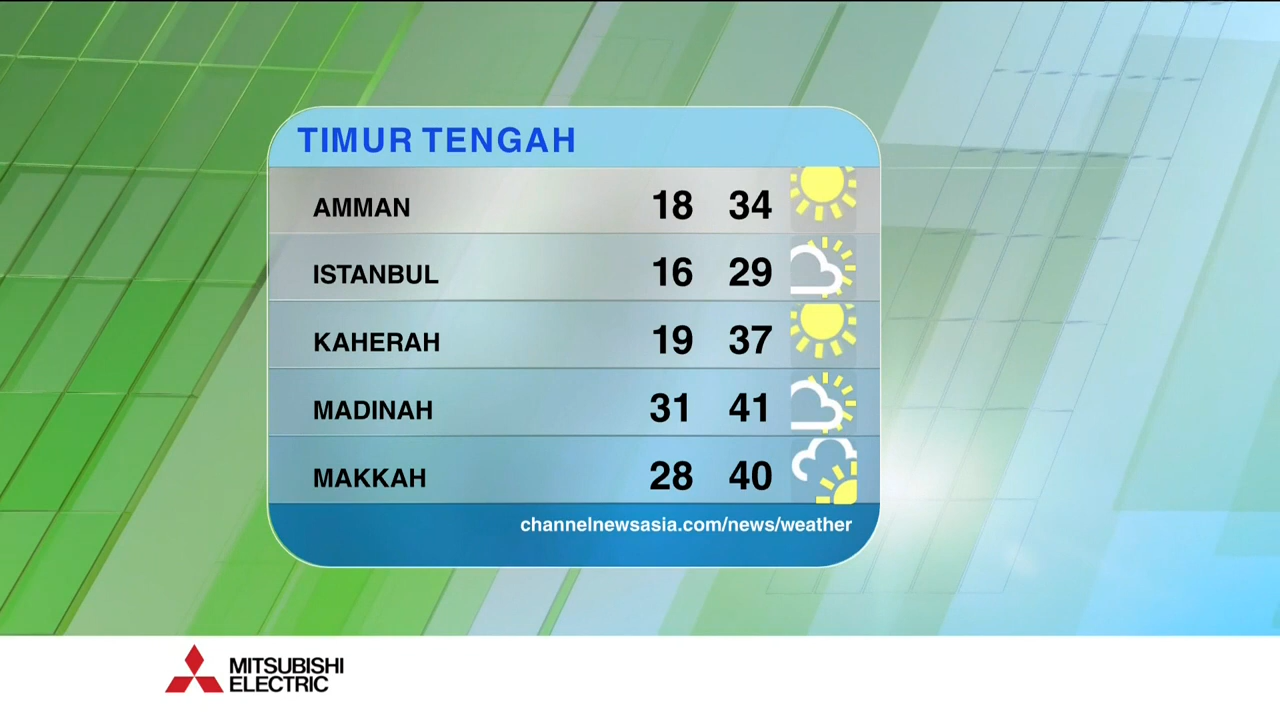 TIMUR TENGAH
AMMAN 18 34
ISTANBUL 16 29
KAHERAH 19 37
MADINAH 31 41
MAKKAH 28 40
channelnewsasia.com/news/weather
MITSUBISHI
ELECTRIC